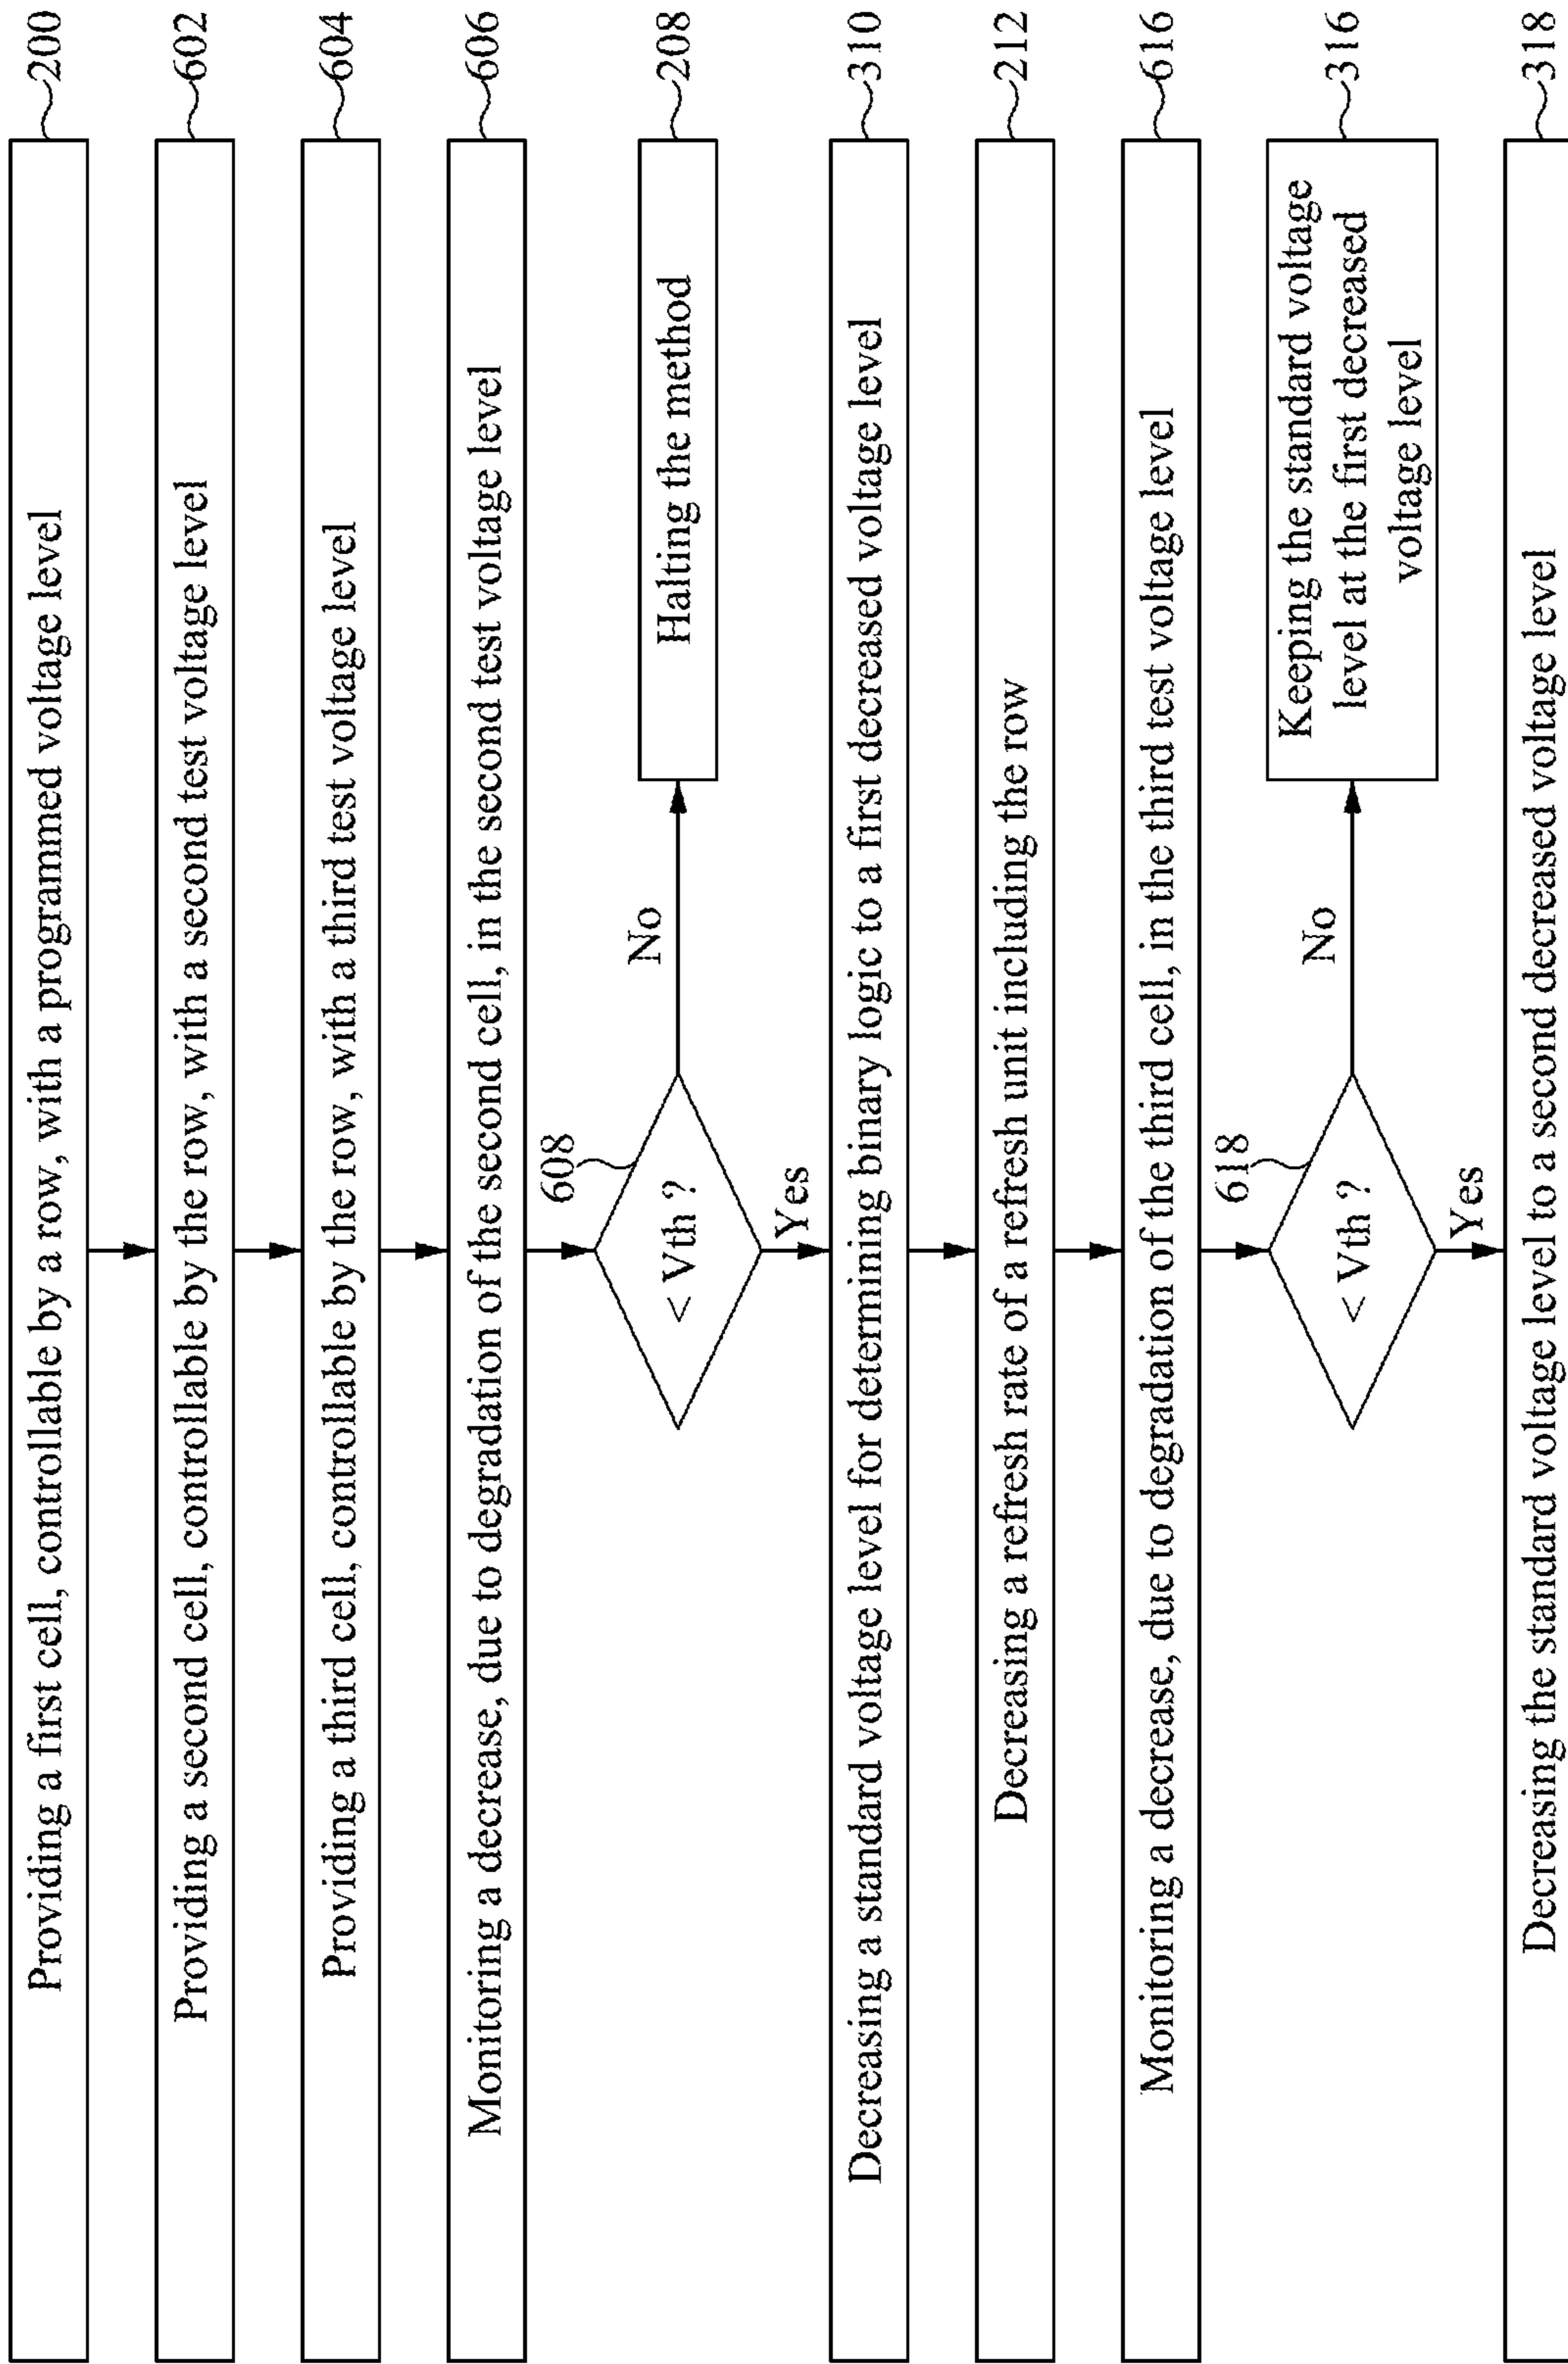 Providing a first cell, controllable by a row, with a programmed voltage level
200
Providing a second cell, controllable by the row, with a second test voltage level
602
Providing a third cell, controllable by the row, with a third test voltage level
604
Monitoring a decrease, due to degradation of the second cell, in the second test voltage level
606
608
< Vth ?
No
Halting the method
208
Yes
Decreasing a standard voltage level for determining binary logic to a first decreased voltage level
310
Decreasing a refresh rate of a refresh unit including the row
212
Monitoring a decrease, due to degradation of the third cell, in the third test voltage level
616
618
< Vth ?
No
Keeping the standard voltage
level at the first decreased
voltage level
316
Yes
Decreasing the standard voltage level to a second decreased voltage level
318